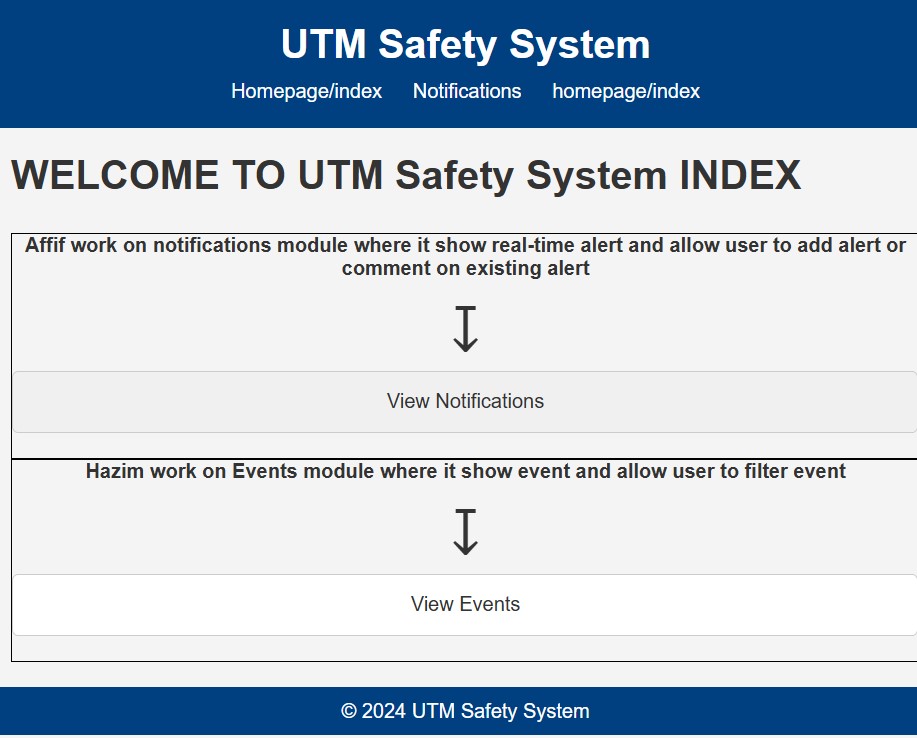 UTM Safety System
Homepage/index Notifications homepage/index
WELCOME TO UTM Safety System INDEX
Affif work on notifications module where it show real-time alert and allow user to add alert or
comment on existing alert
View Notifications
Hazim work on Events module where it show event and allow user to filter event
View Events
© 2024 UTM Safety System